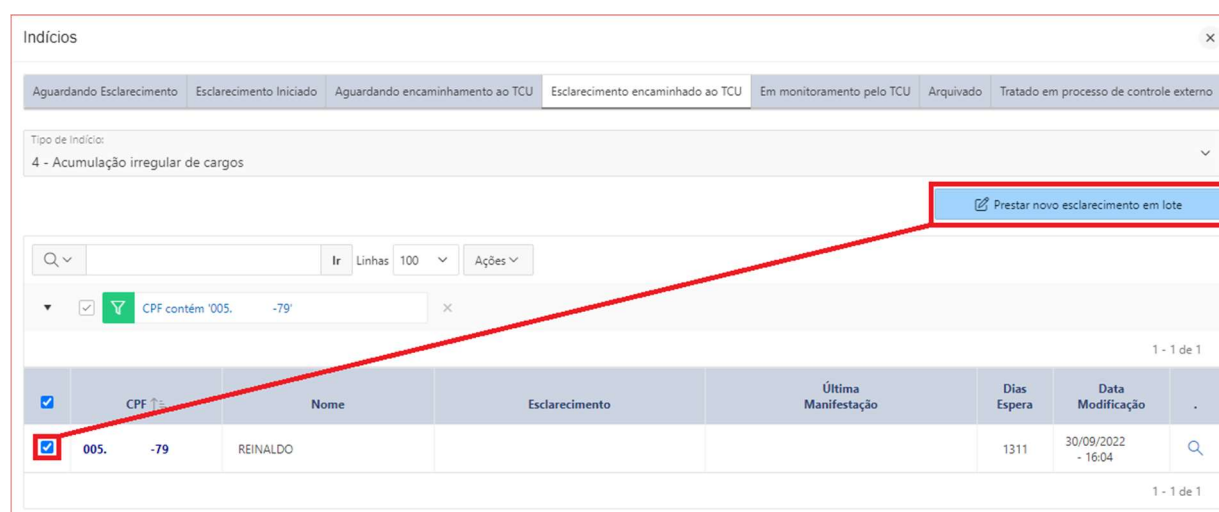 Indícios
Aguardando Esclarecimento Esclarecimento Iniciado Aguardando encaminhamento ao TCU Esclarecimento encaminhado ao TCU Em monitoramento pelo TCU Arquivado Tratado em processo de controle externo
Tipo de Indício:
4 - Acumulação irregular de cargos
Prestar novo esclarecimento em lote
Ir Linhas 100 Ações
CPF contém '005. -79'
1 - 1 de 1
CPF Nome Esclarecimento Última Manifestação Dias Espera Data Modificação .
005. -79 REINALDO 1311 30/09/2022 - 16:04
1 - 1 de 1